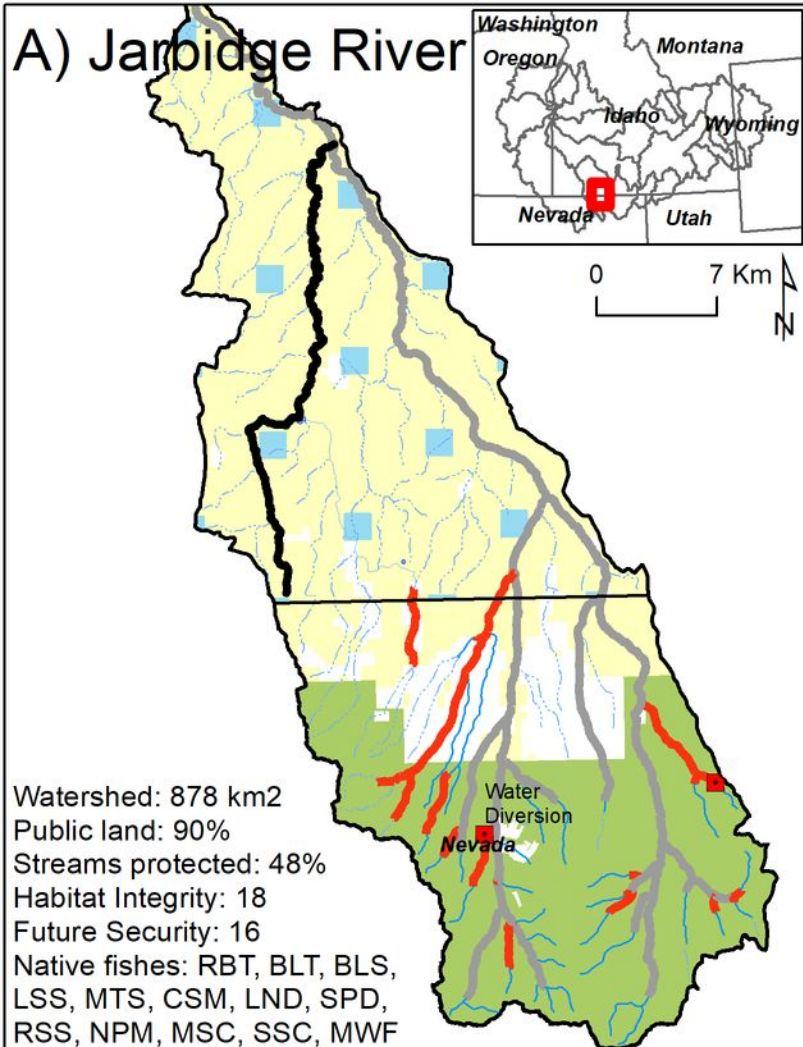 A) Jarbidge River
Washington
Oregon
Montana
Idaho
Wyoming
Nevada
Utah
0 7 Km
N
Water
Diversion
Nevada
Watershed: 878 km2
Public land: 90%
Streams protected: 48%
Habitat Integrity: 18
Future Security: 16
Native fishes: RBT, BLT, BLS,
LSS, MTS, CSM, LND, SPD,
RSS, NPM, MSC, SSC, MWF